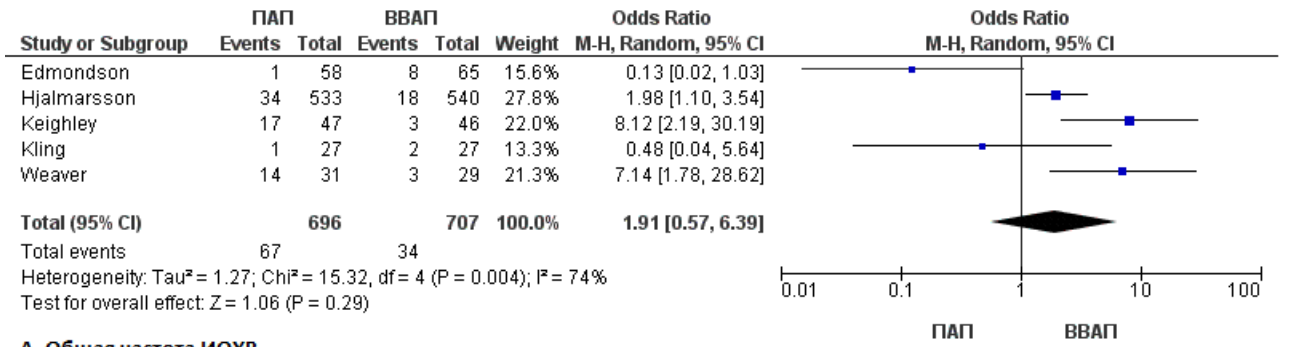 ПАП ВВАП Odds Ratio Odds Ratio
Study or Subgroup Events Total Events Total Weight M-H, Random, 95% CI M-H, Random, 95% CI
Edmondson 1 58 8 65 15.6% 0.13 [0.02, 1.03]
Hjalmarsson 34 533 18 540 27.8% 1.98 [1.10, 3.54]
Keighley 17 47 3 46 22.0% 8.12 [2.19, 30.19]
Kling 1 27 2 27 13.3% 0.48 [0.04, 5.64]
Weaver 14 31 3 29 21.3% 7.14 [1.78, 28.62]
Total (95% CI) 696 707 100.0% 1.91 [0.57, 6.39]
Total events 67 34
Heterogeneity: Tau² = 1.27; Chi² = 15.32, df = 4 (P = 0.004); I² = 74%
Test for overall effect: Z = 1.06 (P = 0.29)
0.01 0.1 1 10 100
ПАП ВВАП
А. Общая частота ИОХВ